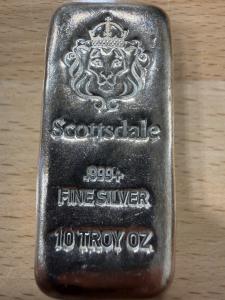 Scottsdale
.999+
FINE SILVER
10 TROY OZ